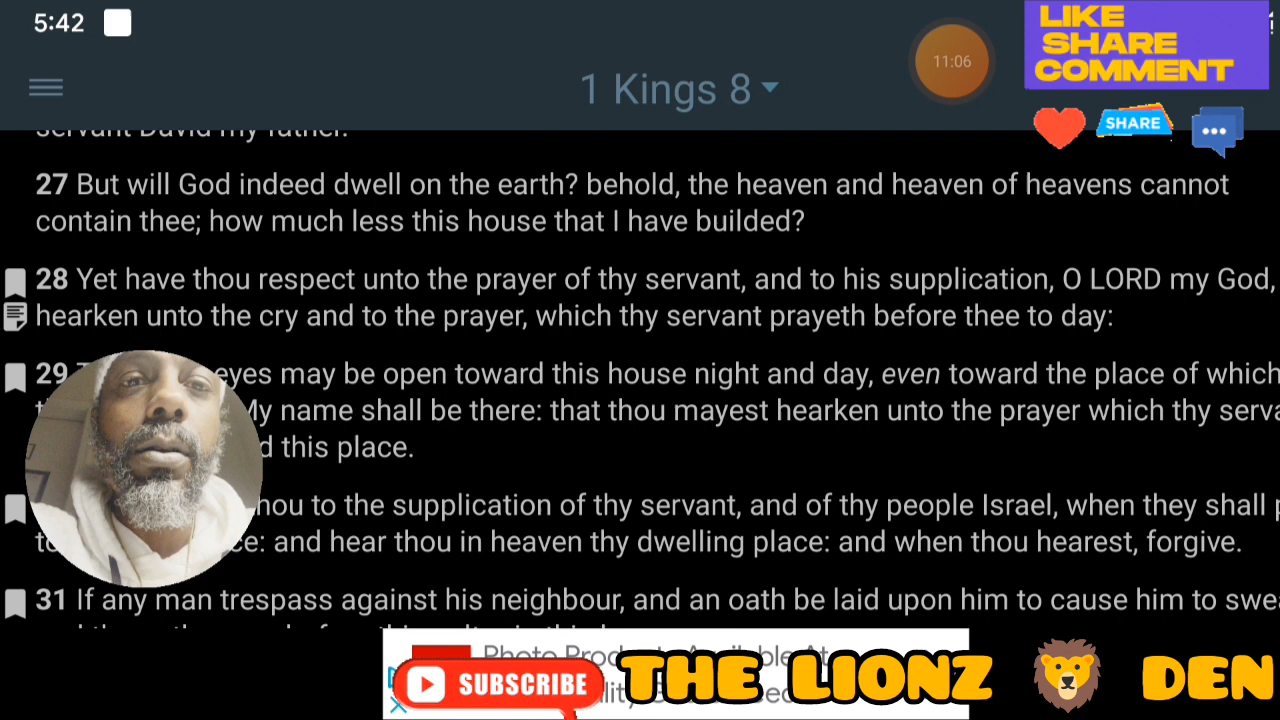 5:42
11:06
LIKE
SHARE
COMMENT
1 Kings 8
SHARE
servant David my father.
27 But will God indeed dwell on the earth? behold, the heaven and heaven of heavens cannot
contain thee; how much less this house that I have builded?
28 Yet have thou respect unto the prayer of thy servant, and to his supplication, O LORD my God,
hearken unto the cry and to the prayer, which thy servant prayeth before thee to day:
29 eyes may be open toward this house night and day, even toward the place of which
My name shall be there: that thou mayest hearken unto the prayer which thy
this place.
to the supplication of thy servant, and of thy people Israel, when they shall
and hear thou in heaven thy dwelling place: and when thou hearest, forgive.
31 If any man trespass against his neighbour, and an oath be laid upon him to cause him to
Photo
SUBSCRIBE
THE LIONZ DEN